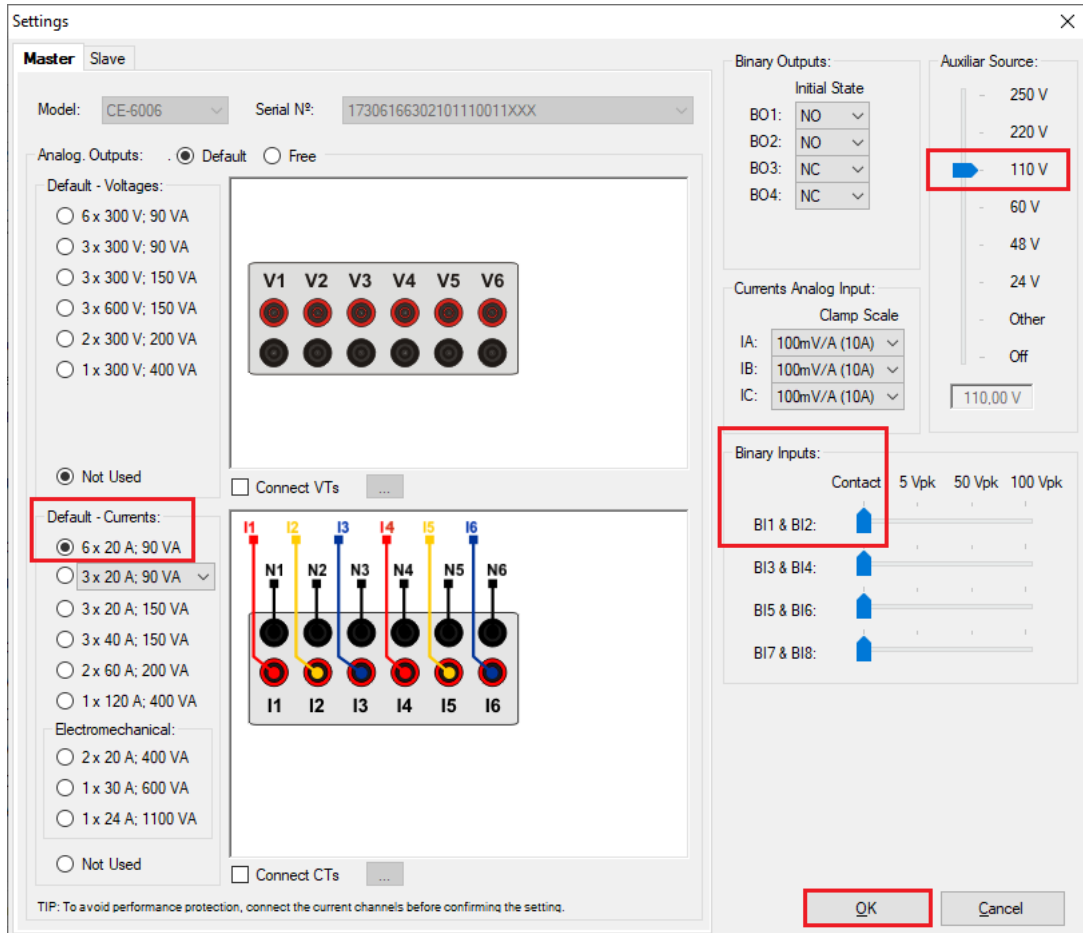 Settings
Master Slave
Model: CE-6006 Serial Nº: 17306166302101110011XXX
Analog. Outputs: . Default Free
Default - Voltages:
6 x 300 V; 90 VA
3 x 300 V; 90 VA
3 x 300 V; 150 VA
3 x 600 V; 150 VA
2 x 300 V; 200 VA
1 x 300 V; 400 VA
Not Used
V1 V2 V3 V4 V5 V6
Connect VTs ...
Default - Currents:
6 x 20 A; 90 VA
3 x 20 A; 90 VA
3 x 20 A; 150 VA
3 x 40 A; 150 VA
2 x 60 A; 200 VA
1 x 120 A; 400 VA
Electromechanical:
2 x 20 A; 400 VA
1 x 30 A; 600 VA
1 x 24 A; 1100 VA
Not Used
I1 I2 I3 I4 I5 I6
N1 N2 N3 N4 N5 N6
I1 I2 I3 I4 I5 I6
Connect CTs ...
TIP: To avoid performance protection, connect the current channels before confirming the setting.
Binary Outputs:
Initial State
BO1: NO
BO2: NO
BO3: NC
BO4: NC
Auxiliar Source:
250 V
220 V
110 V
60 V
48 V
24 V
Other
Off
110,00 V
Currents Analog Input:
Clamp Scale
IA: 100mV/A (10A)
IB: 100mV/A (10A)
IC: 100mV/A (10A)
Binary Inputs:
Contact 5 Vpk 50 Vpk 100 Vpk
BI1 & BI2:
BI3 & BI4:
BI5 & BI6:
BI7 & BI8:
OK Cancel